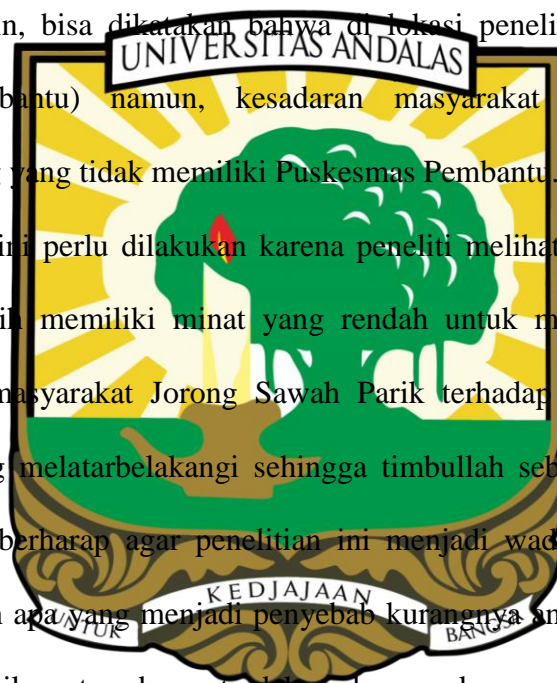 n, bisa dikatakan bahwa di lokasi peneli
UNIVERSITAS ANDALAS
bantu) namun, kesadaran masyarakat
yang tidak memiliki Puskesmas Pembantu.
ini perlu dilakukan karena peneliti melihat
ih memiliki minat yang rendah untuk m
masyarakat Jorong Sawah Parik terhadap
g melatarbelakangi sehingga timbullah seb
berharap agar penelitian ini menjadi wad
KEDJAJAAN
apa yang menjadi penyebab kurangnya an
UNTUK BANGSA